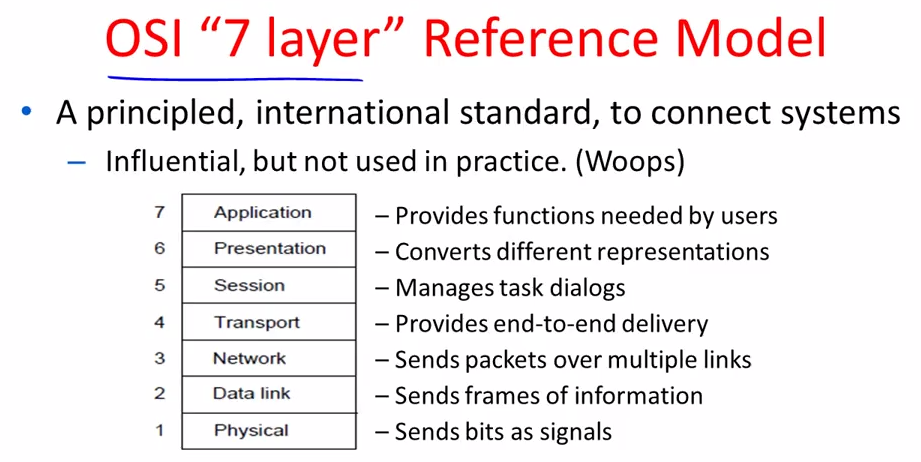 OSI “7 layer” Reference Model
• A principled, international standard, to connect systems
– Influential, but not used in practice. (Woops)
7 Application – Provides functions needed by users
6 Presentation – Converts different representations
5 Session – Manages task dialogs
4 Transport – Provides end-to-end delivery
3 Network – Sends packets over multiple links
2 Data link – Sends frames of information
1 Physical – Sends bits as signals